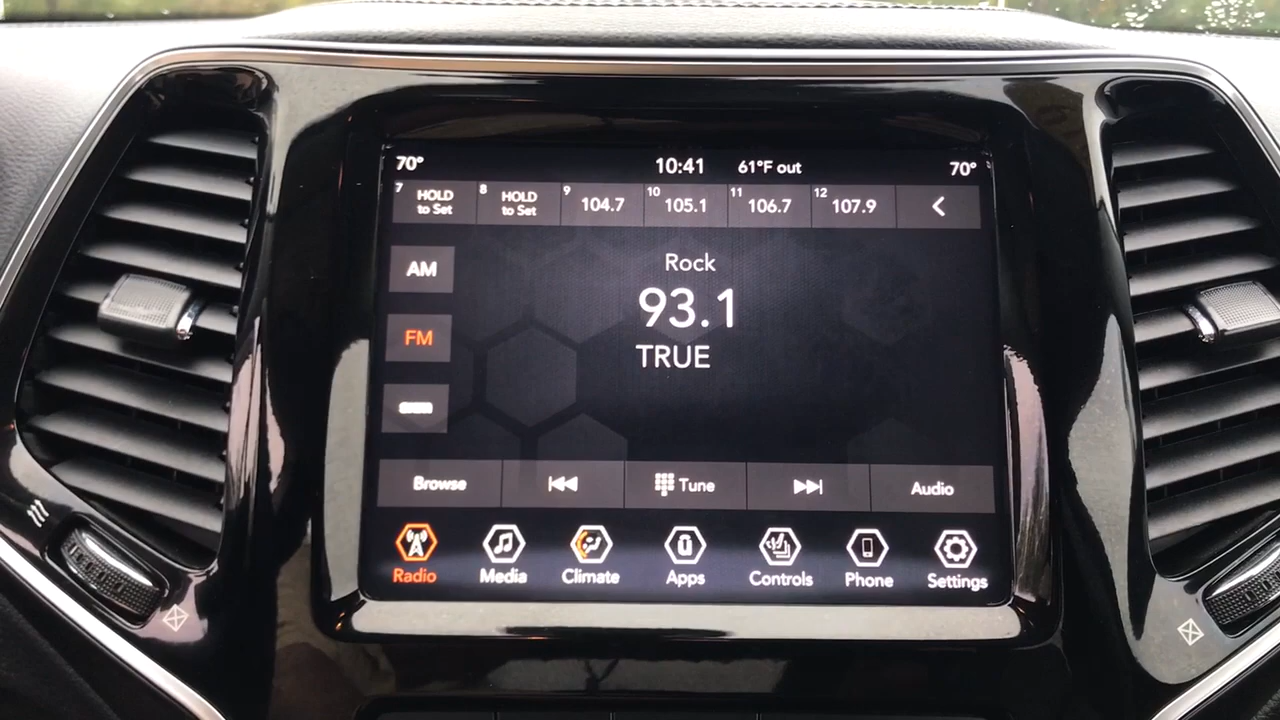 70° 10:41 61°F out 70°
7 HOLD to Set 8 HOLD to Set 9 104.7 10 105.1 11 106.7 12 107.9
AM
Rock
93.1
FM
TRUE
Browse Tune Audio
Radio Media Climate Apps Controls Phone Settings